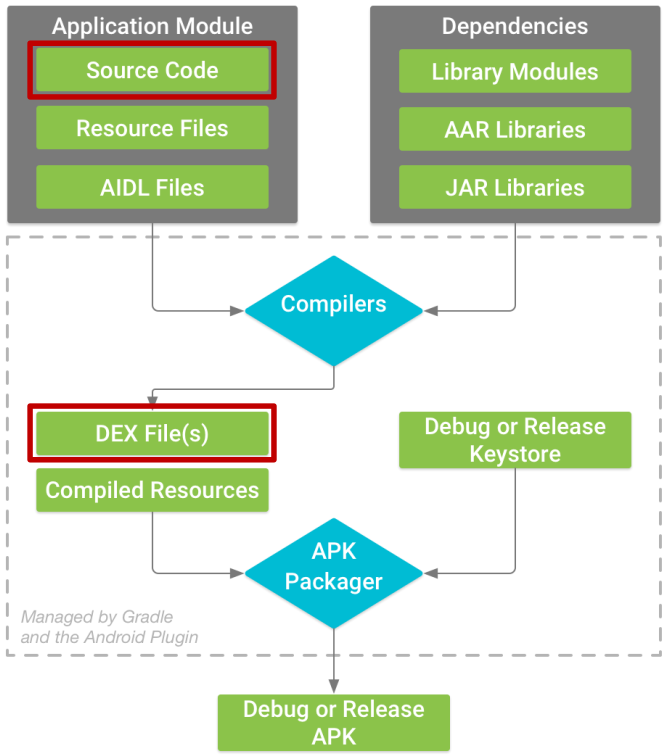 Application Module
Source Code
Resource Files
AIDL Files
Dependencies
Library Modules
AAR Libraries
JAR Libraries
Compilers
DEX File(s)
Compiled Resources
Debug or Release
Keystore
APK
Packager
Managed by Gradle
and the Android Plugin
Debug or Release
APK